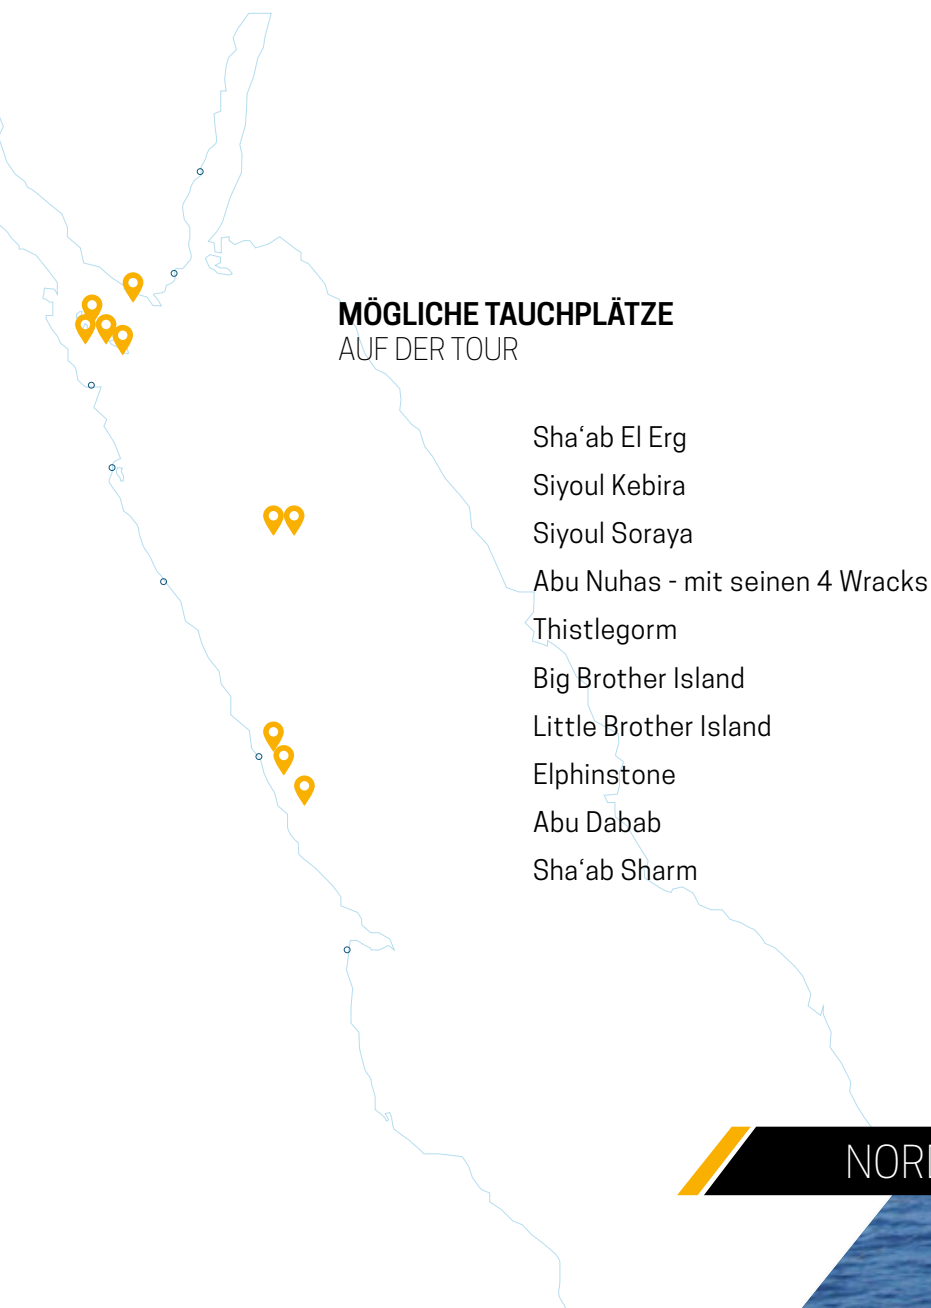 MÖGLICHE TAUCHPLÄTZE
AUF DER TOUR
Sha‘ab El Erg
Siyoul Kebira
Siyoul Soraya
Abu Nuhas - mit seinen 4 Wracks
Thistlegorm
Big Brother Island
Little Brother Island
Elphinstone
Abu Dabab
Sha‘ab Sharm